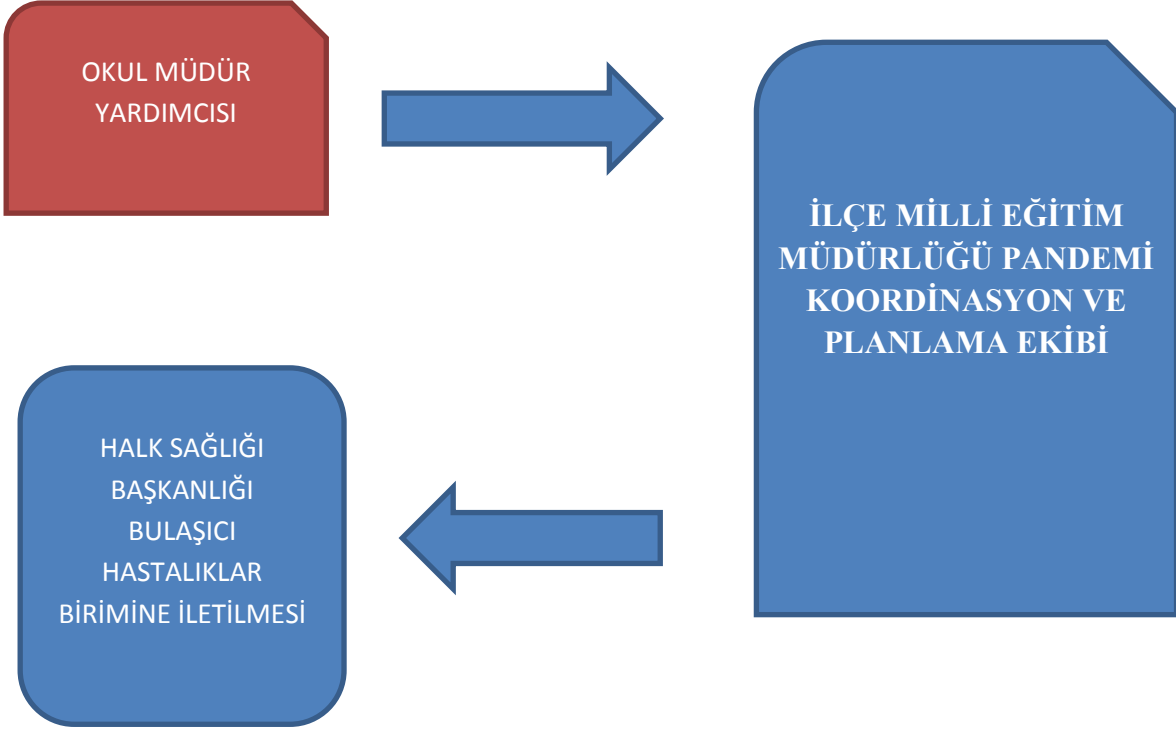 OKUL MÜDÜR
YARDIMCISI
İLÇE MİLLİ EĞİTİM
MÜDÜRLÜĞÜ PANDEMİ
KOORDİNASYON VE
PLANLAMA EKİBİ
HALK SAĞLIĞI
BAŞKANLIĞI
BULAŞICI
HASTALIKLAR
BİRİMİNE İLETİLMESİ